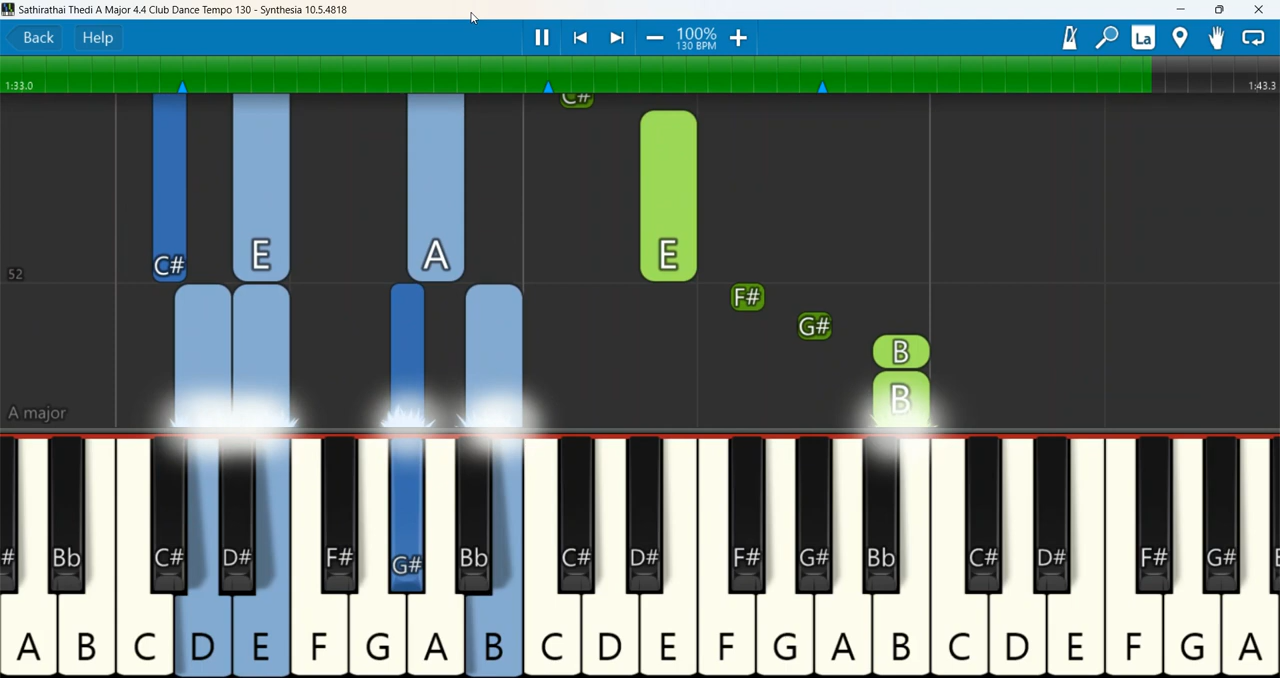 Sathirathai Thedi A Major 4.4 Club Dance Tempo 130 - Synthesia 10.5.4818
Back Help 100% La
130 BPM
1:33.0 1:43.3
C#
C# E A E
52
F#
G#
B
B
A major
# Bb C# D# F# G# Bb C# D# F# G# Bb C# D# F# G#
A B C D E F G A B C D E F G A B C D E F G A